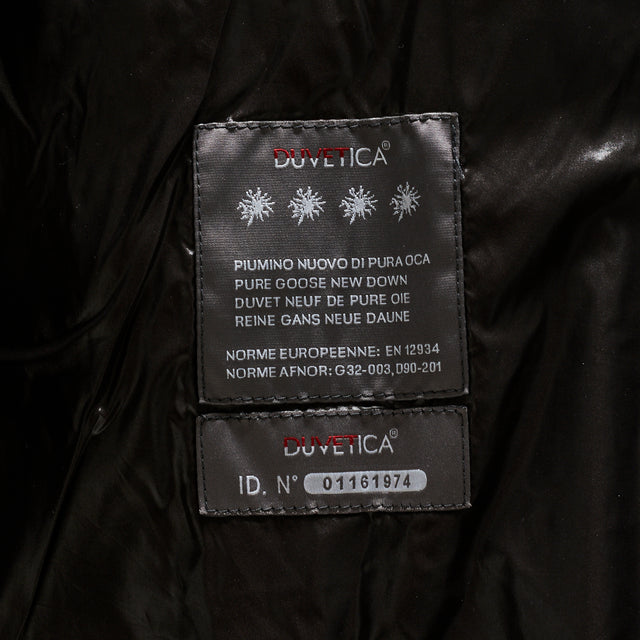 DUVETICA®
PIUMINO NUOVO DI PURA OCA
PURE GOOSE NEW DOWN
DUVET NEUF DE PURE OIE
REINE GANS NEUE DAUNE
NORME EUROPEENNE: EN 12934
NORME AFNOR: G32-003, D90-201
DUVETICA®
ID. N° 01161974